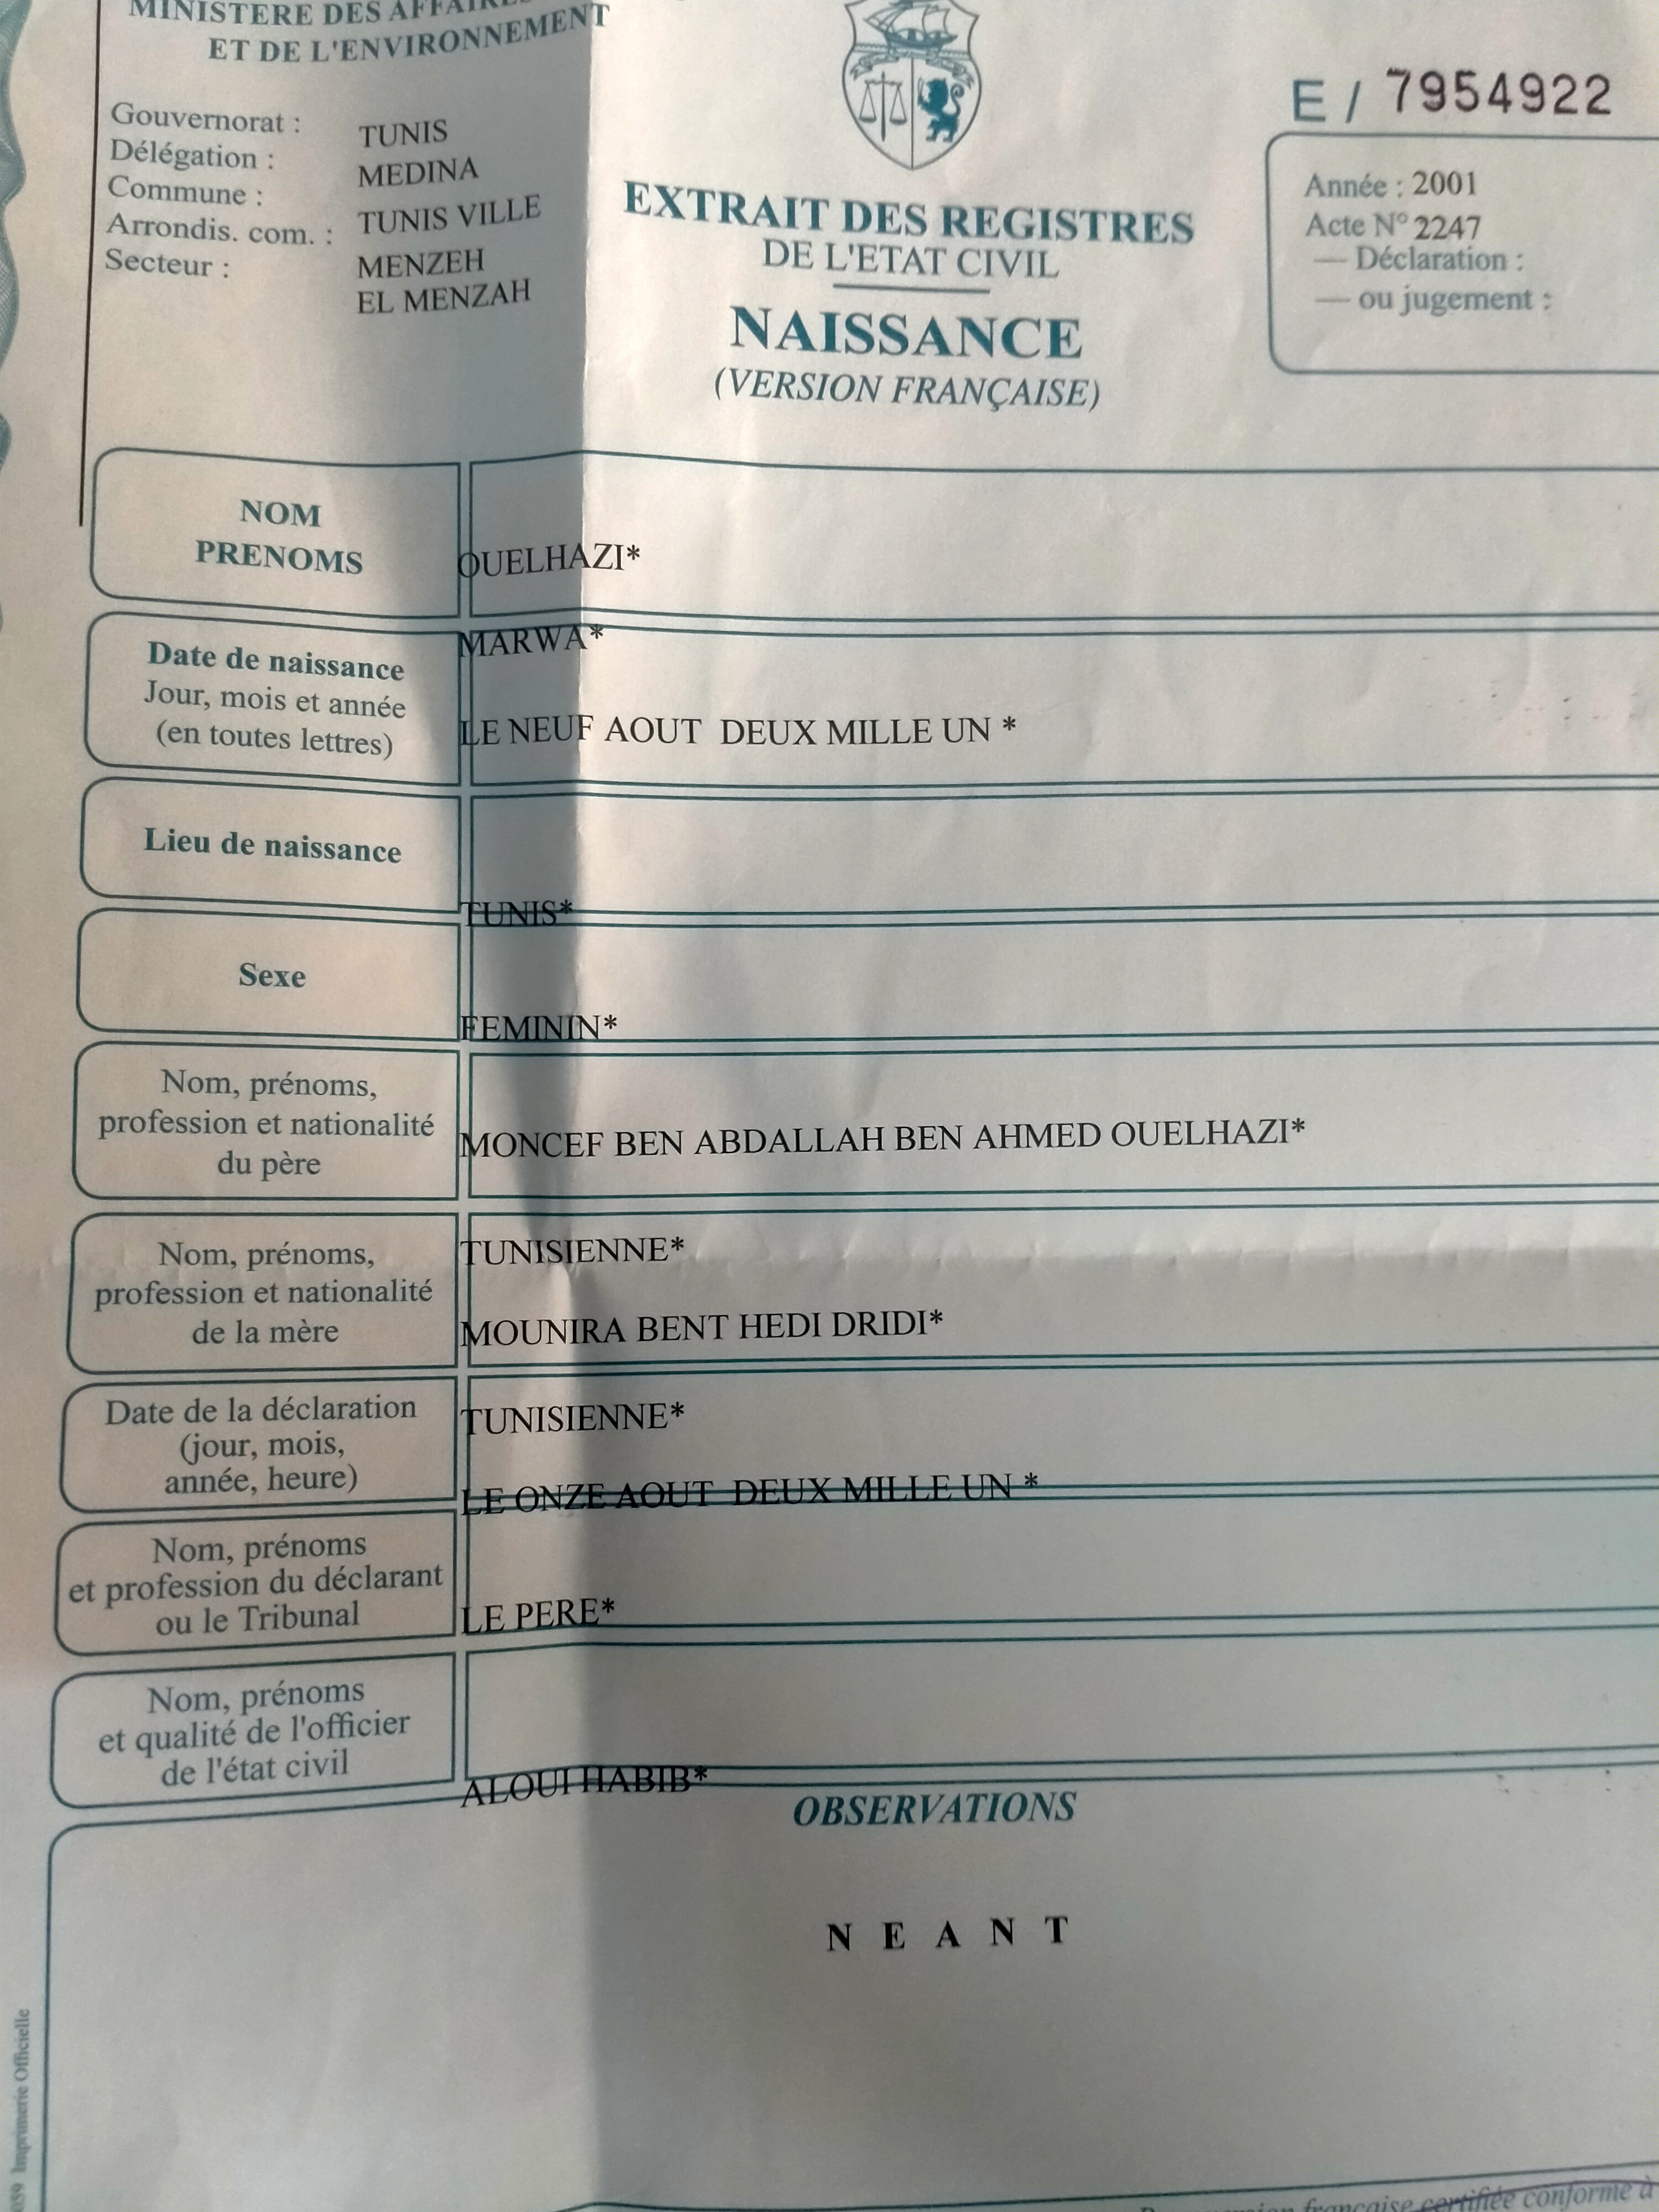 MINISTERE DES AFFAIRES
ET DE L'ENVIRONNEMENT
Gouvernorat : TUNIS
Délégation : MEDINA
Commune : TUNIS VILLE
Arrondis. com. : MENZEH
Secteur : EL MENZAH
E / 7954922
Année : 2001
Acte N° 2247
— Déclaration :
— ou jugement :
EXTRAIT DES REGISTRES
DE L'ETAT CIVIL
NAISSANCE
(VERSION FRANÇAISE)
NOM
PRENOMS
OUELHAZI*
MARWA*
Date de naissance
Jour, mois et année
(en toutes lettres)
LE NEUF AOUT DEUX MILLE UN *
Lieu de naissance
TUNIS*
Sexe
FEMININ*
Nom, prénoms,
profession et nationalité
du père
MONCEF BEN ABDALLAH BEN AHMED OUELHAZI*
TUNISIENNE*
Nom, prénoms,
profession et nationalité
de la mère
MOUNIRA BENT HEDI DRIDI*
TUNISIENNE*
Date de la déclaration
(jour, mois,
année, heure)
LE ONZE AOUT DEUX MILLE UN *
Nom, prénoms
et profession du déclarant
ou le Tribunal
LE PERE*
Nom, prénoms
et qualité de l'officier
de l'état civil
ALOUI HABIB*
OBSERVATIONS
N E A N T
059 Imprimerie Officielle
française certifiée conforme à